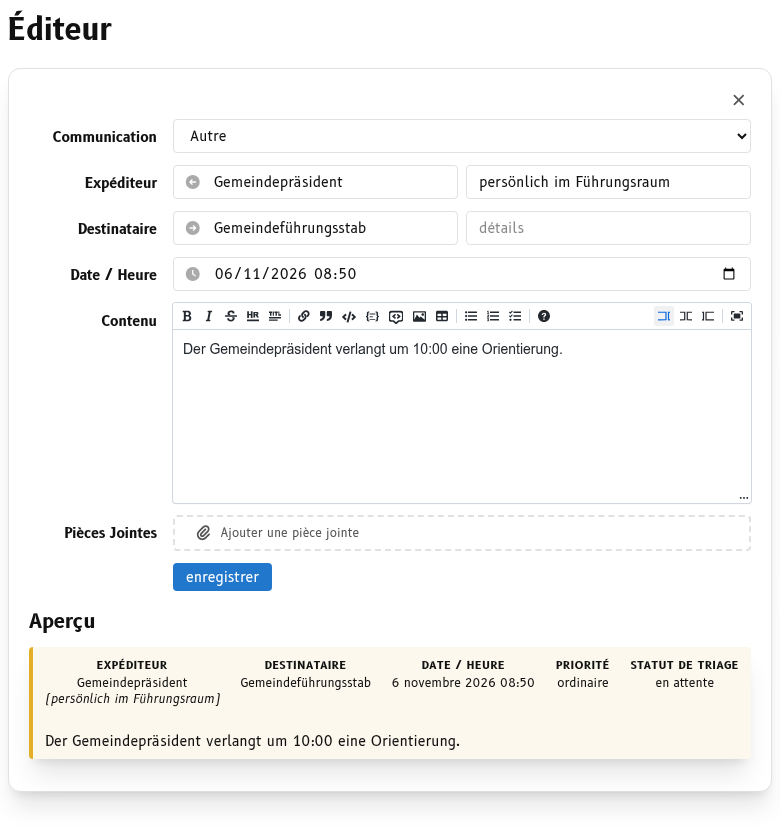 Éditeur
Communication
Autre
Expéditeur
Gemeindepräsident
persönlich im Führungsraum
Destinataire
Gemeindeführungsstab
détails
Date / Heure
06/11/2026 08:50
Contenu
B I S HR TITL
Der Gemeindepräsident verlangt um 10:00 eine Orientierung.
Pièces Jointes
Ajouter une pièce jointe
enregistrer
Aperçu
EXPÉDITEUR DESTINATAIRE DATE / HEURE PRIORITÉ STATUT DE TRIAGE
Gemeindepräsident Gemeindeführungsstab 6 novembre 2026 08:50 ordinaire en attente
[persönlich im Führungsraum]
Der Gemeindepräsident verlangt um 10:00 eine Orientierung.